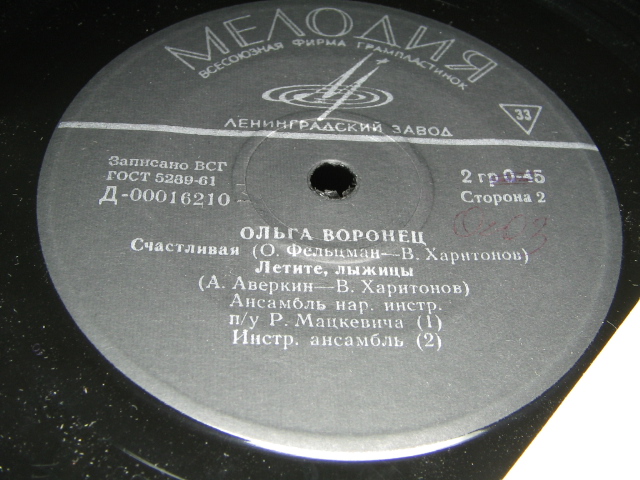 МЕЛОДИЯ
ВСЕСОЮЗНАЯ ФИРМА ГРАМПЛАСТИНОК
ЛЕНИНГРАДСКИЙ ЗАВОД
33
Записано ВСГ
ГОСТ 5289-61
Д-00016210
2 гр 0-45
Сторона 2
ОЛЬГА ВОРОНЕЦ
Счастливая (О. Фельцман—В. Харитонов)
Летите, лыжицы
(А. Аверкин—В. Харитонов)
Ансамбль нар. инстр.
п/у Р. Мацкевича (1)
Инстр. ансамбль (2)